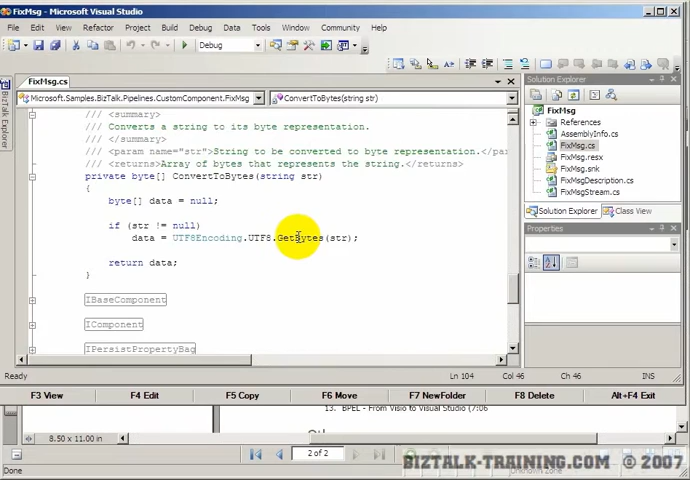 FixMsg - Microsoft Visual Studio
File Edit View Refactor Project Build Debug Data Tools Window Community Help
Debug
FixMsg.cs
Microsoft.Samples.BizTalk.Pipelines.CustomComponent.FixMsg
ConvertToBytes(string str)
BizTalk Explorer
/// <summary>
/// Converts a string to its byte representation.
/// </summary>
/// <param name="str">String to be converted to byte representation.</par
/// <returns>Array of bytes that represents the string.</returns>
private byte[] ConvertToBytes(string str)
{
byte[] data = null;
if (str != null)
data = UTF8Encoding.UTF8.GetBytes(str);
return data;
}
IBaseComponent
IComponent
IPersistPropertyBag
Solution Explorer
FixMsg
References
AssemblyInfo.cs
FixMsg.cs
FixMsg.resx
FixMsg.snk
FixMsgDescription.cs
FixMsgStream.cs
Solution Explorer Class View
Properties
Ready Ln 104 Col 46 Ch 46 INS
F3 View F4 Edit F5 Copy F6 Move F7 NewFolder F8 Delete Alt+F4 Exit
13. BPEL - From Visio to Visual Studio (7:06
8.50 x 11.00 in
2 of 2
Done
Unknown Zone
BIZTALK-TRAINING.COM © 2007